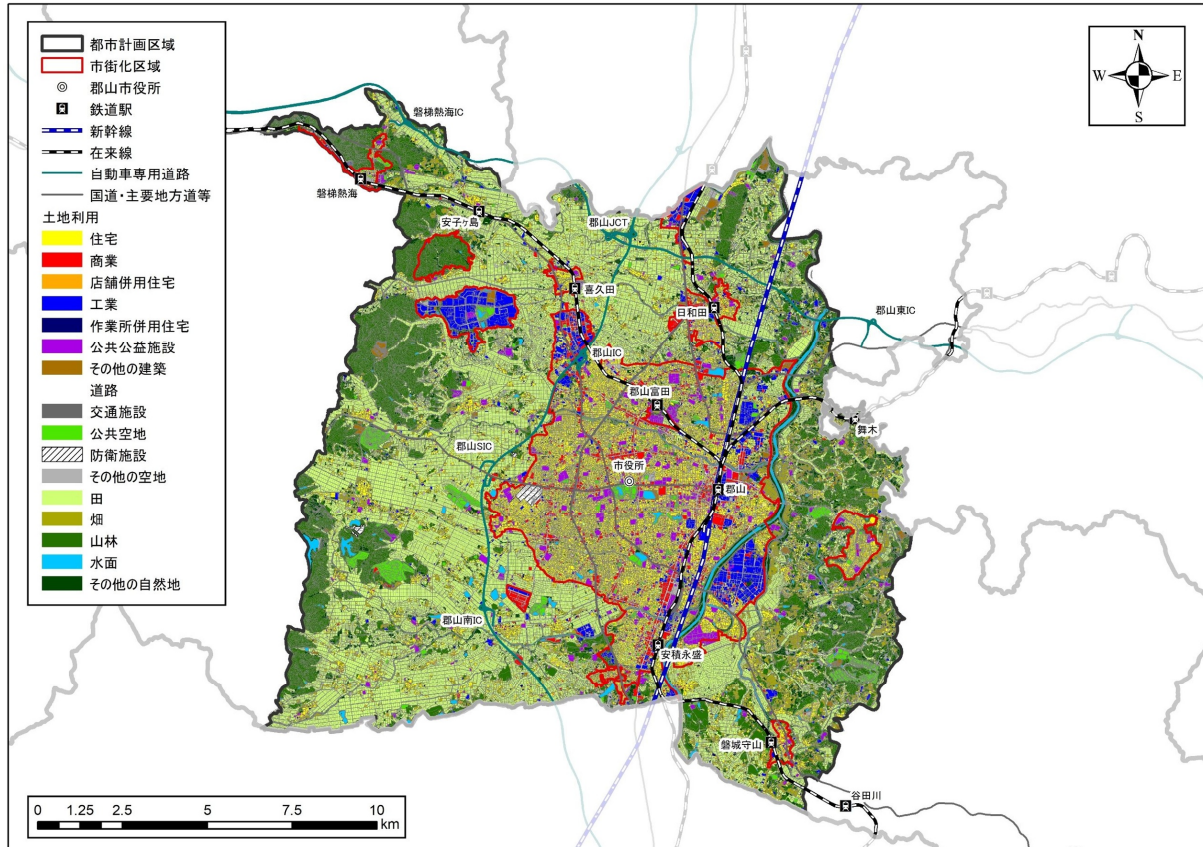 都市計画区域
市街化区域
郡山市役所
鉄道駅
新幹線
在来線
自動車専用道路
国道・主要地方道等
土地利用
住宅
商業
店舗併用住宅
工業
作業所併用住宅
公共公益施設
その他の建築
道路
交通施設
公共空地
防衛施設
その他の空地
田
畑
山林
水面
その他の自然地
N
W
E
S
磐梯熱海IC
磐梯熱海
安子ヶ島
郡山JCT
喜久田
日和田
郡山東IC
郡山IC
郡山富田
舞木
郡山SIC
市役所
郡山
郡山南IC
安積永盛
磐城守山
谷田川
0 1.25 2.5 5 7.5 10
km